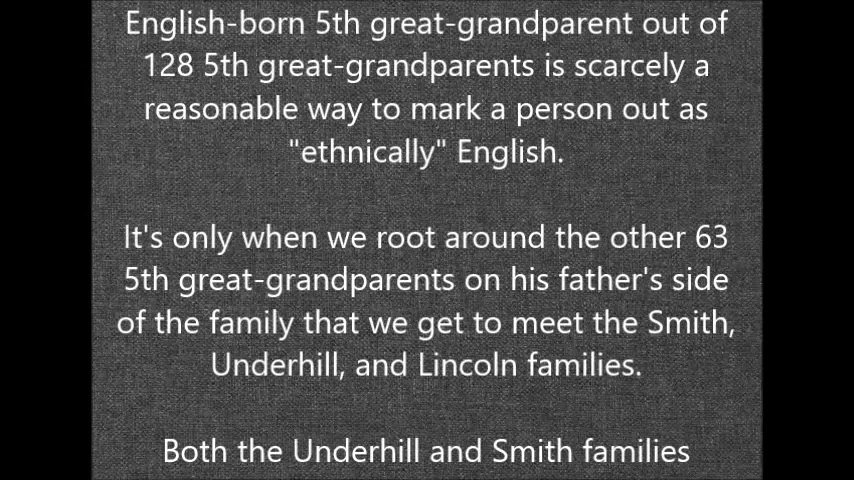 English-born 5th great-grandparent out of
128 5th great-grandparents is scarcely a
reasonable way to mark a person out as
"ethnically" English.
It's only when we root around the other 63
5th great-grandparents on his father's side
of the family that we get to meet the Smith,
Underhill, and Lincoln families.
Both the Underhill and Smith families